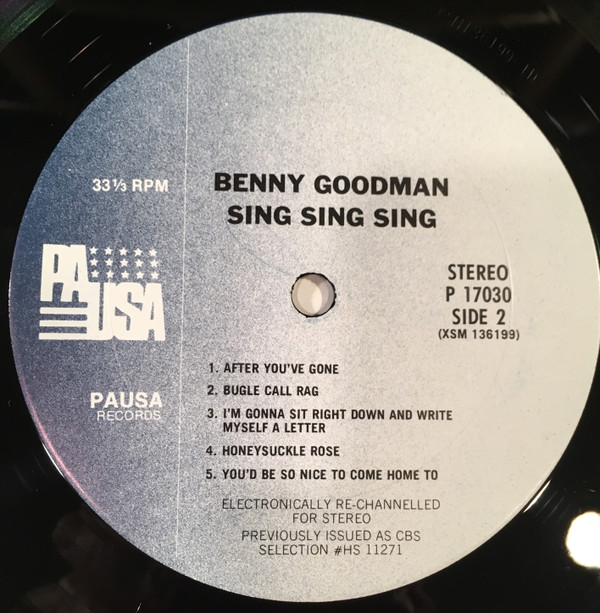 33⅓ RPM
BENNY GOODMAN
SING SING SING
PAUSA
STEREO
P 17030
SIDE 2
(XSM 136199)
PAUSA
RECORDS
1. AFTER YOU'VE GONE
2. BUGLE CALL RAG
3. I'M GONNA SIT RIGHT DOWN AND WRITE
MYSELF A LETTER
4. HONEYSUCKLE ROSE
5. YOU'D BE SO NICE TO COME HOME TO
ELECTRONICALLY RE-CHANNELLED
FOR STEREO
PREVIOUSLY ISSUED AS CBS
SELECTION #HS 11271